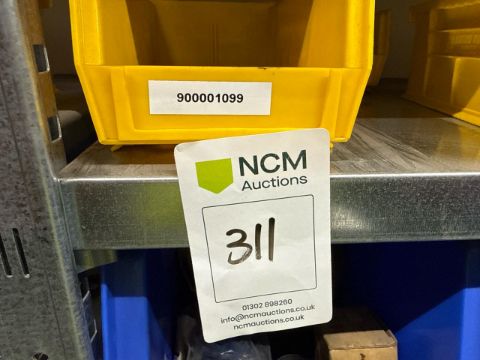 900001099
NCM
Auctions
311
01302 898260
info@ncmauctions.co.uk
ncmauctions.co.uk